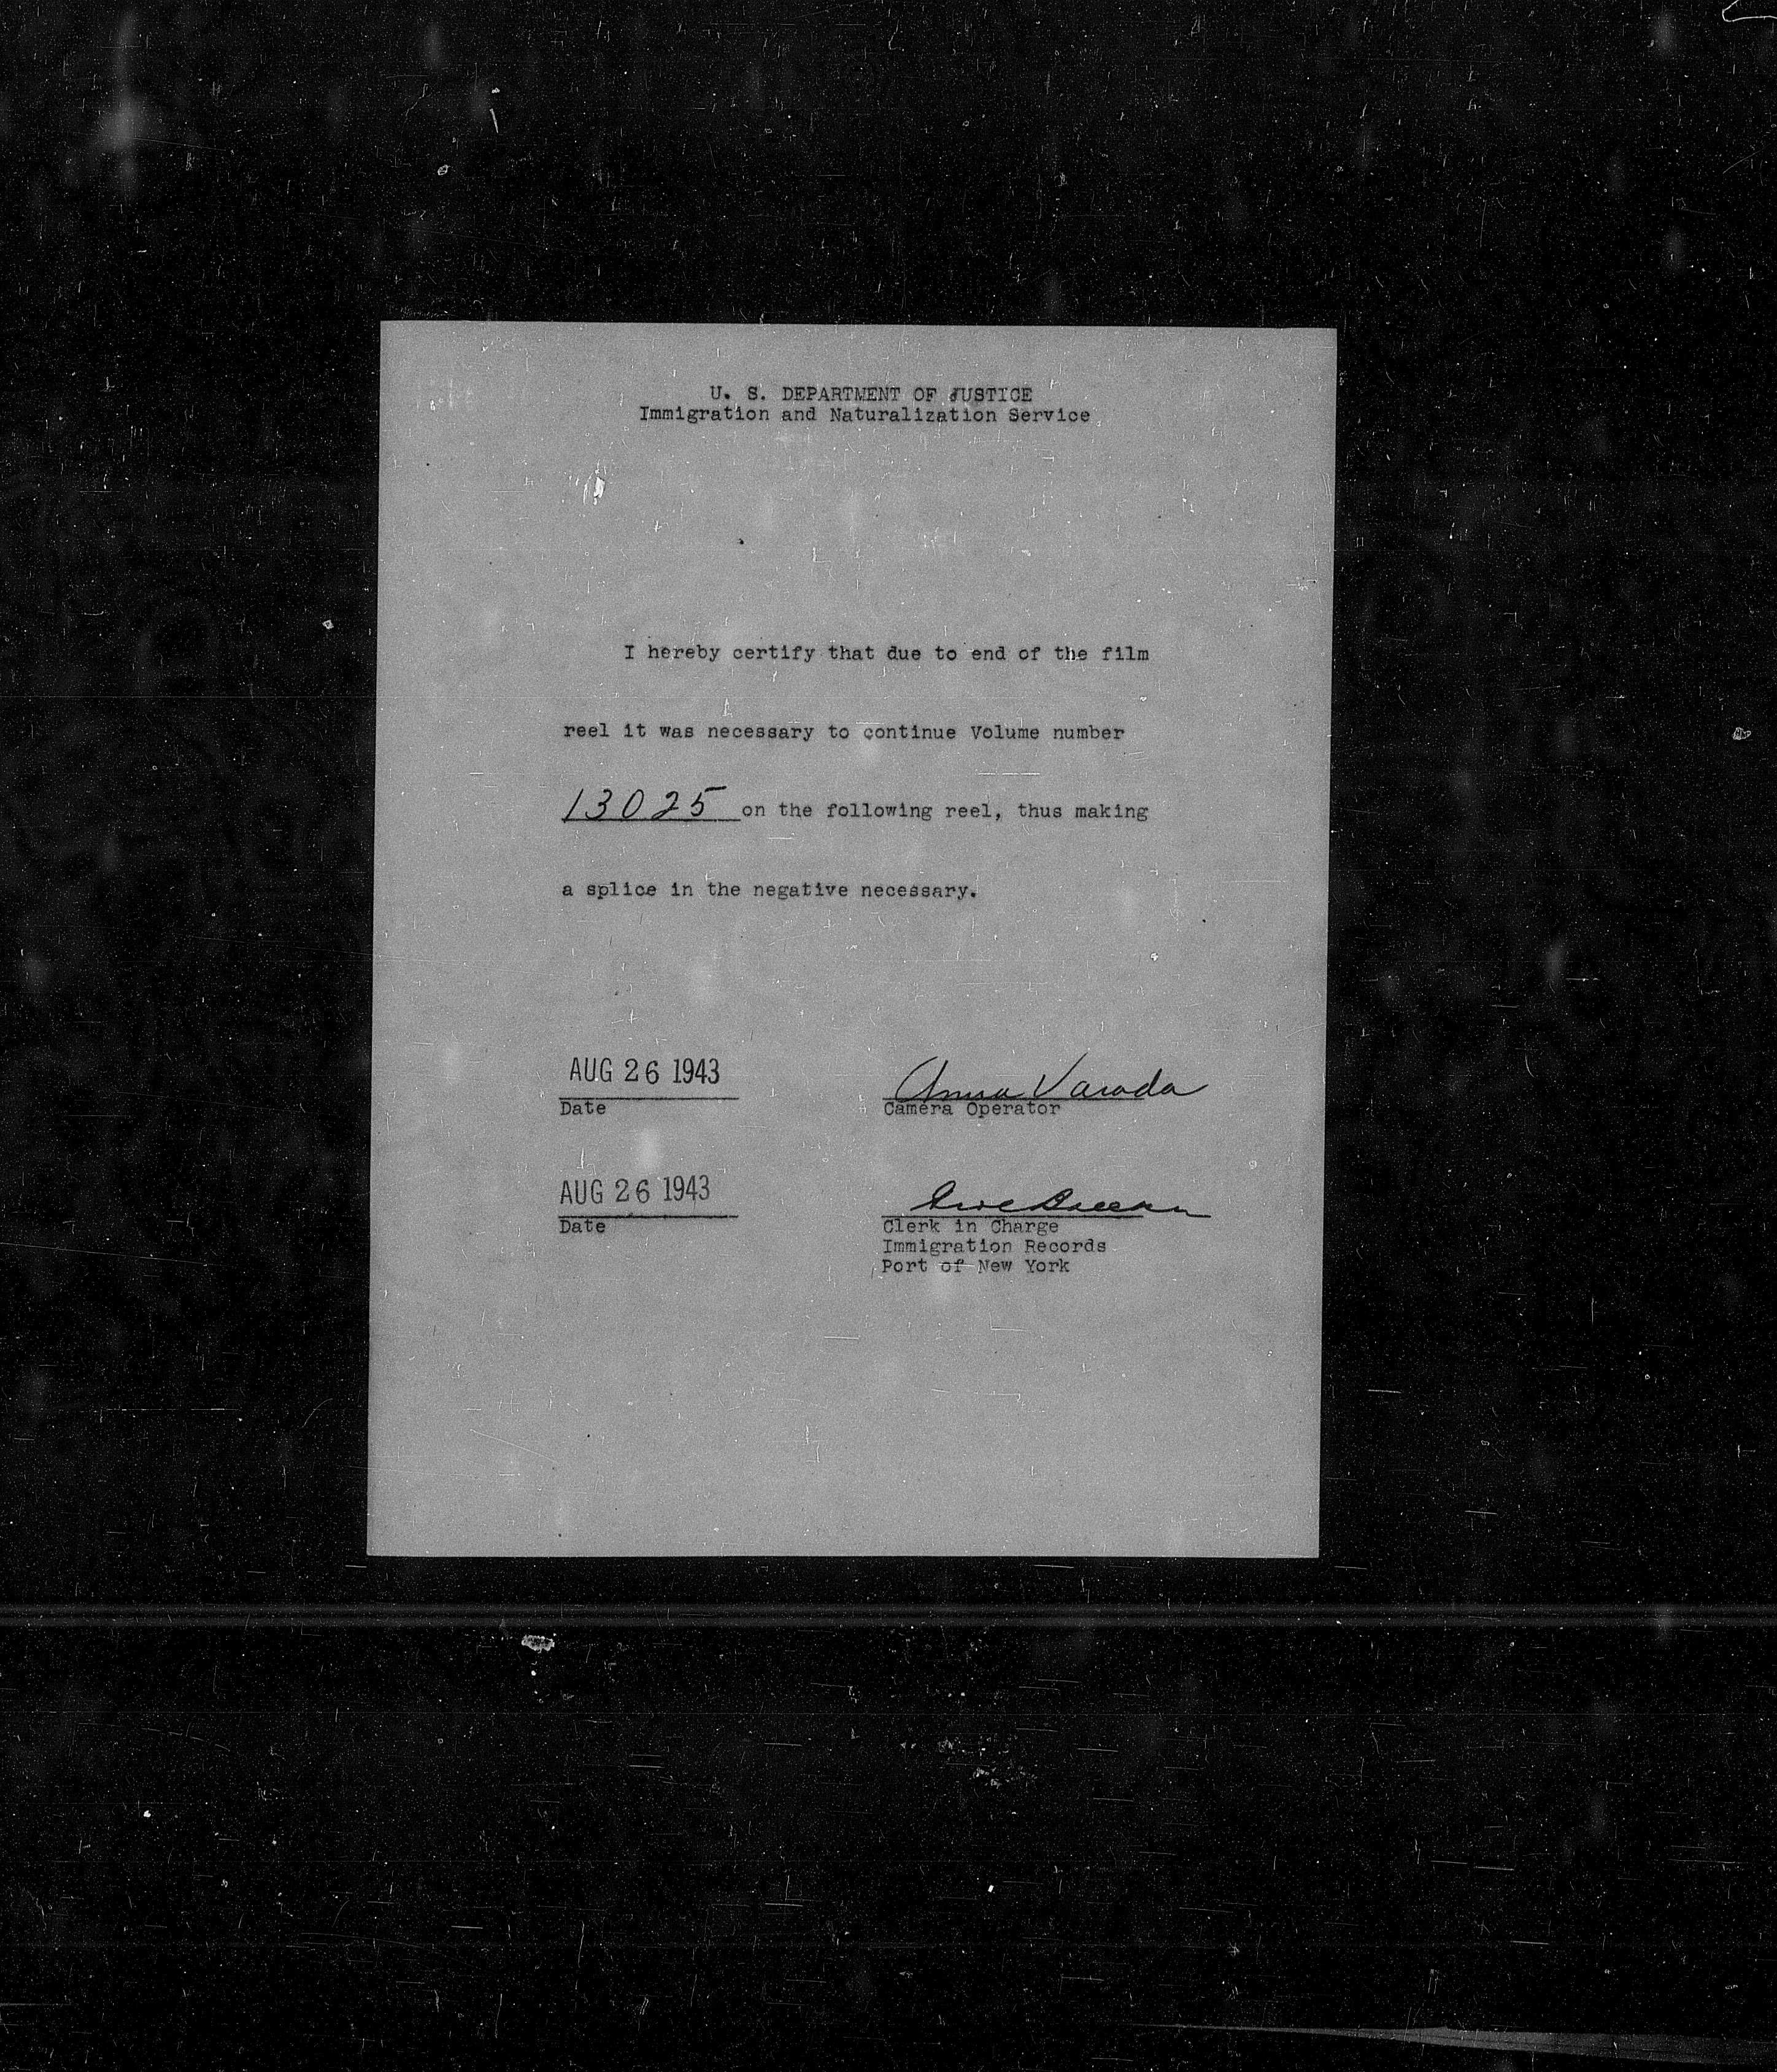 U. S. DEPARTMENT OF JUSTICE
Immigration and Naturalization Service
I hereby certify that due to end of the film
reel it was necessary to continue Volume number
13025 on the following reel, thus making
a splice in the negative necessary.
AUG 26 1943 Anna Varada
Date Camera Operator
AUG 26 1943
Date Clerk in Charge
Immigration Records
Port of New York